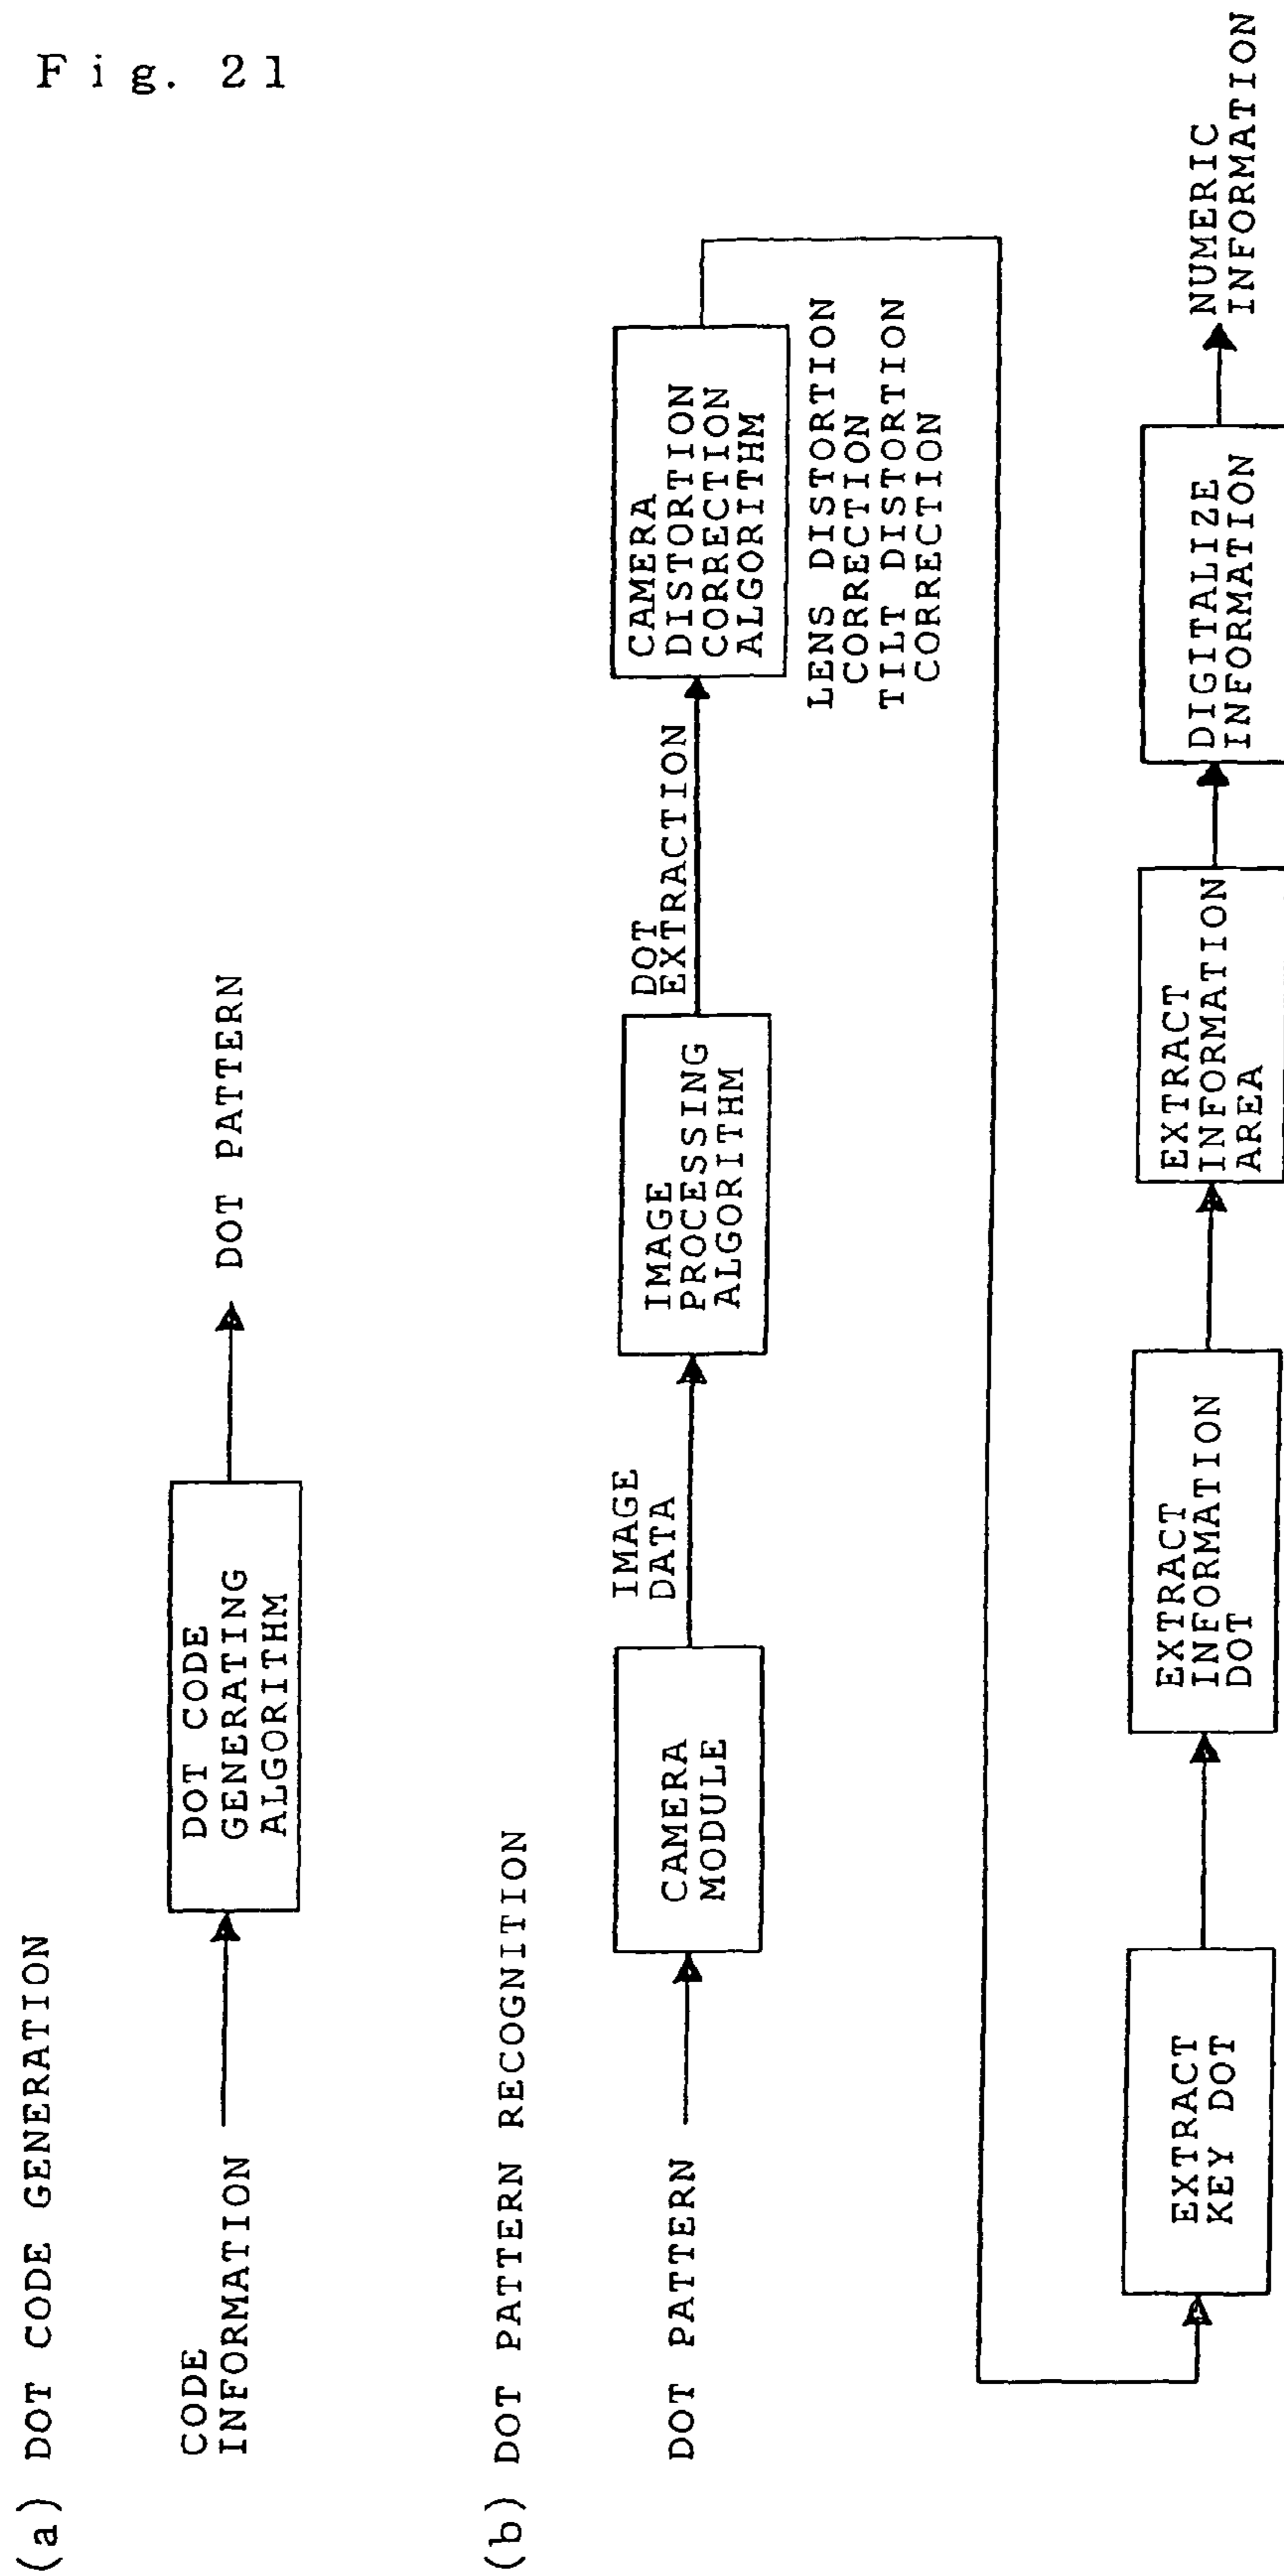 Fig. 21
(a) DOT CODE GENERATION
CODE
INFORMATION
DOT CODE
GENERATING
ALGORITHM
DOT PATTERN
(b) DOT PATTERN RECOGNITION
DOT PATTERN
CAMERA
MODULE
IMAGE
DATA
IMAGE
PROCESSING
ALGORITHM
DOT
EXTRACTION
CAMERA
DISTORTION
CORRECTION
ALGORITHM
LENS DISTORTION
CORRECTION
TILT DISTORTION
CORRECTION
EXTRACT
KEY DOT
EXTRACT
INFORMATION
DOT
EXTRACT
INFORMATION
AREA
DIGITALIZE
INFORMATION
NUMERIC
INFORMATION